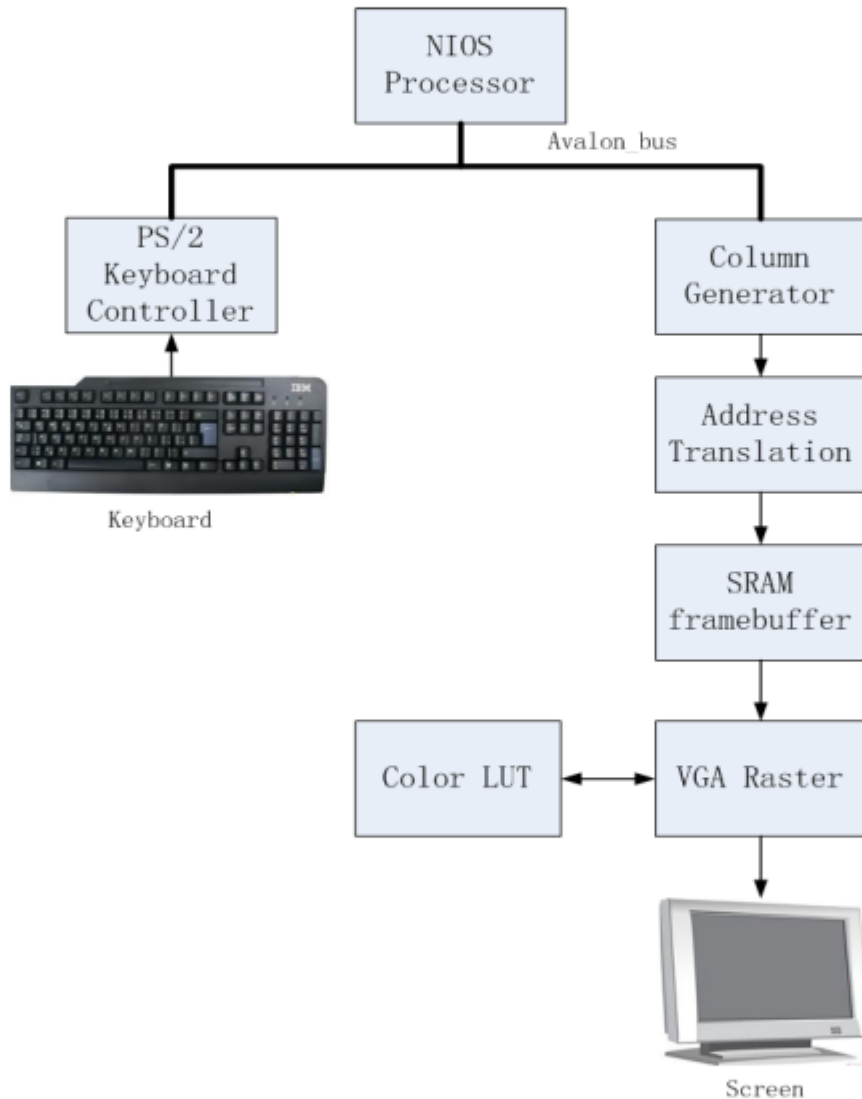 NIOS
Processor
Avalon_bus
PS/2
Keyboard
Controller
Column
Generator
IBM
Address
Translation
Keyboard
SRAM
framebuffer
Color LUT
VGA Raster
Screen